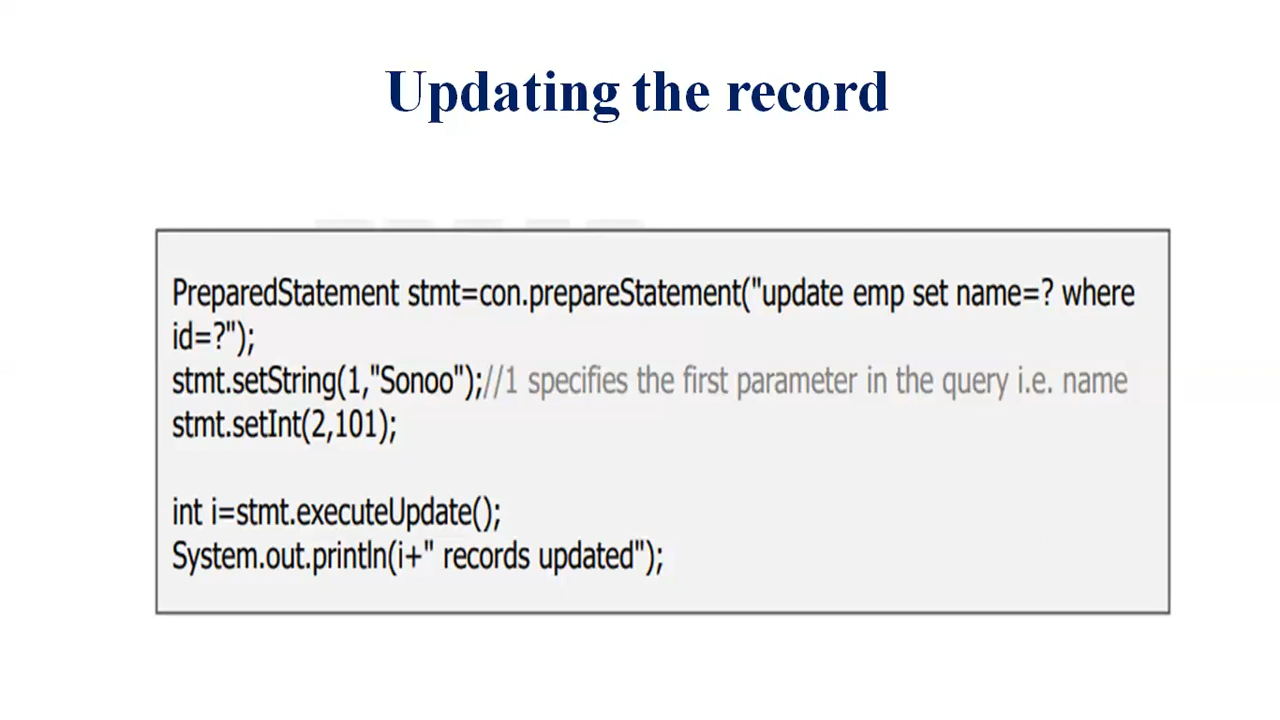 Updating the record
PreparedStatement stmt=con.prepareStatement("update emp set name=? where
id=?");
stmt.setString(1,"Sonoo");//1 specifies the first parameter in the query i.e. name
stmt.setInt(2,101);
int i=stmt.executeUpdate();
System.out.println(i+" records updated");